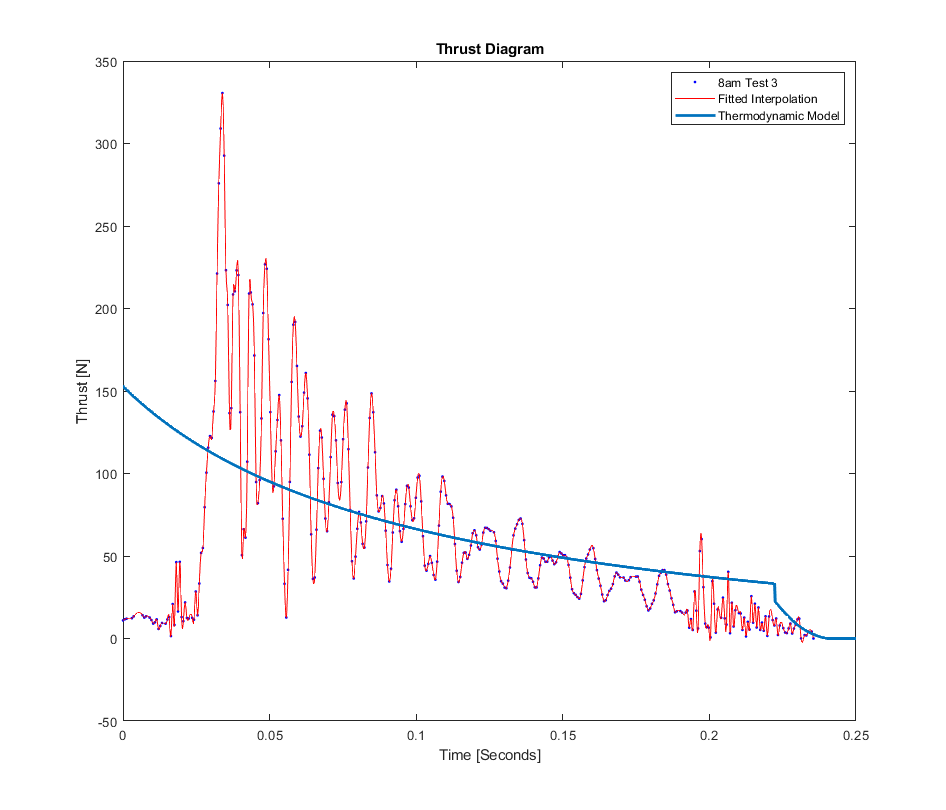 Thrust Diagram
350
300
250
200
150
100
50
0
-50
Thrust [N]
8am Test 3
Fitted Interpolation
Thermodynamic Model
0 0.05 0.1 0.15 0.2 0.25
Time [Seconds]